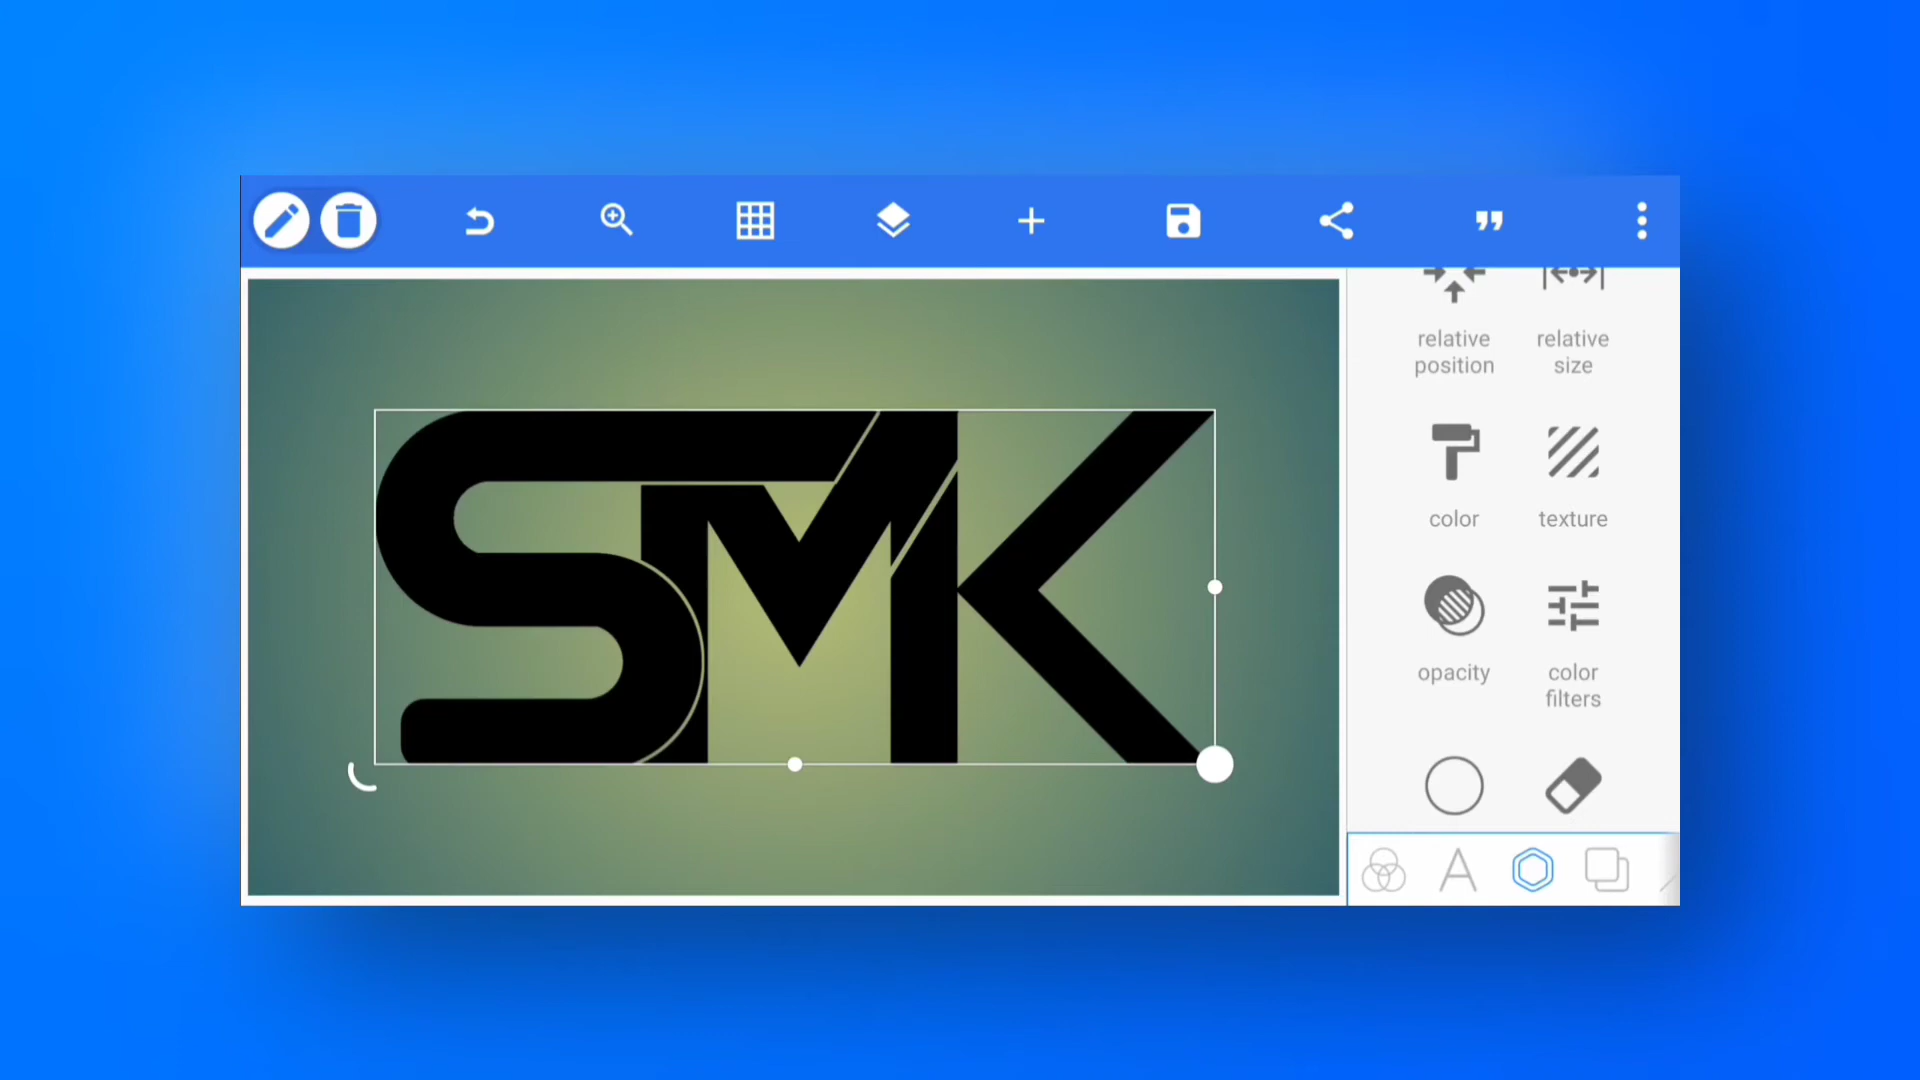 relative
position
relative
size
SMK
color
texture
opacity
color
filters